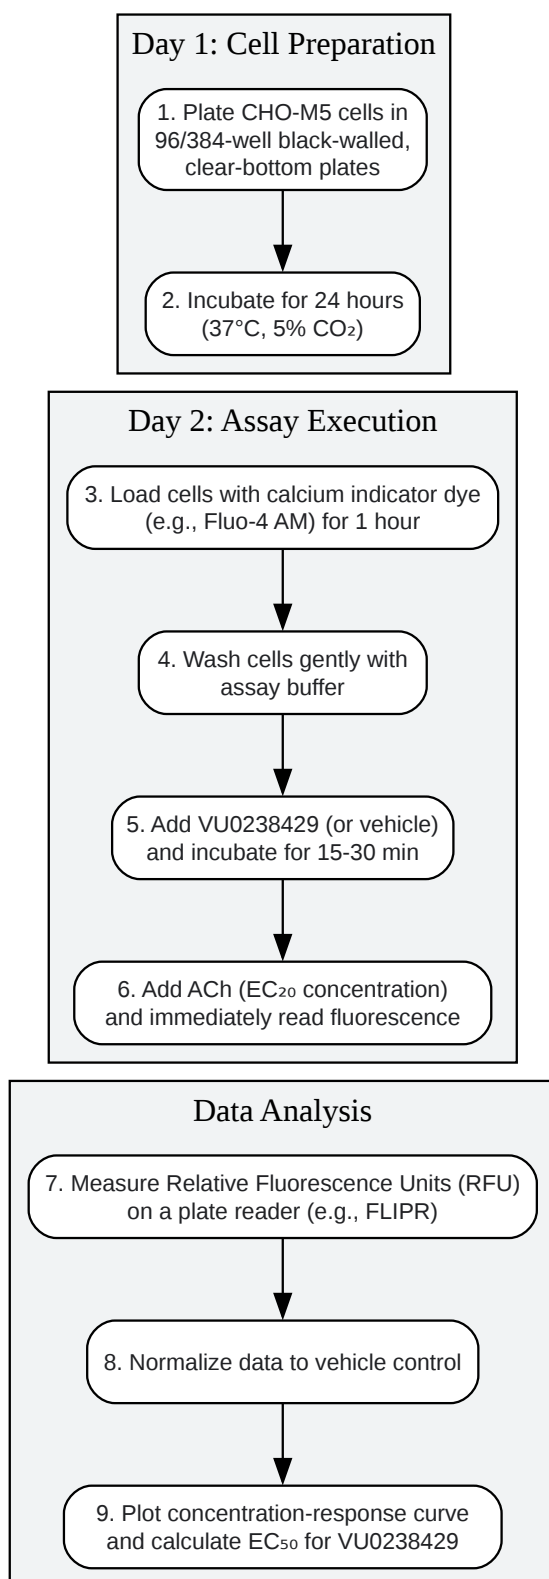 Day 1: Cell Preparation
1. Plate CHO-M5 cells in
96/384-well black-walled,
clear-bottom plates
2. Incubate for 24 hours
(37°C, 5% CO₂)
Day 2: Assay Execution
3. Load cells with calcium indicator dye
(e.g., Fluo-4 AM) for 1 hour
4. Wash cells gently with
assay buffer
5. Add VU0238429 (or vehicle)
and incubate for 15-30 min
6. Add ACh (EC₂₀ concentration)
and immediately read fluorescence
Data Analysis
7. Measure Relative Fluorescence Units (RFU)
on a plate reader (e.g., FLIPR)
8. Normalize data to vehicle control
9. Plot concentration-response curve
and calculate EC₅₀ for VU0238429